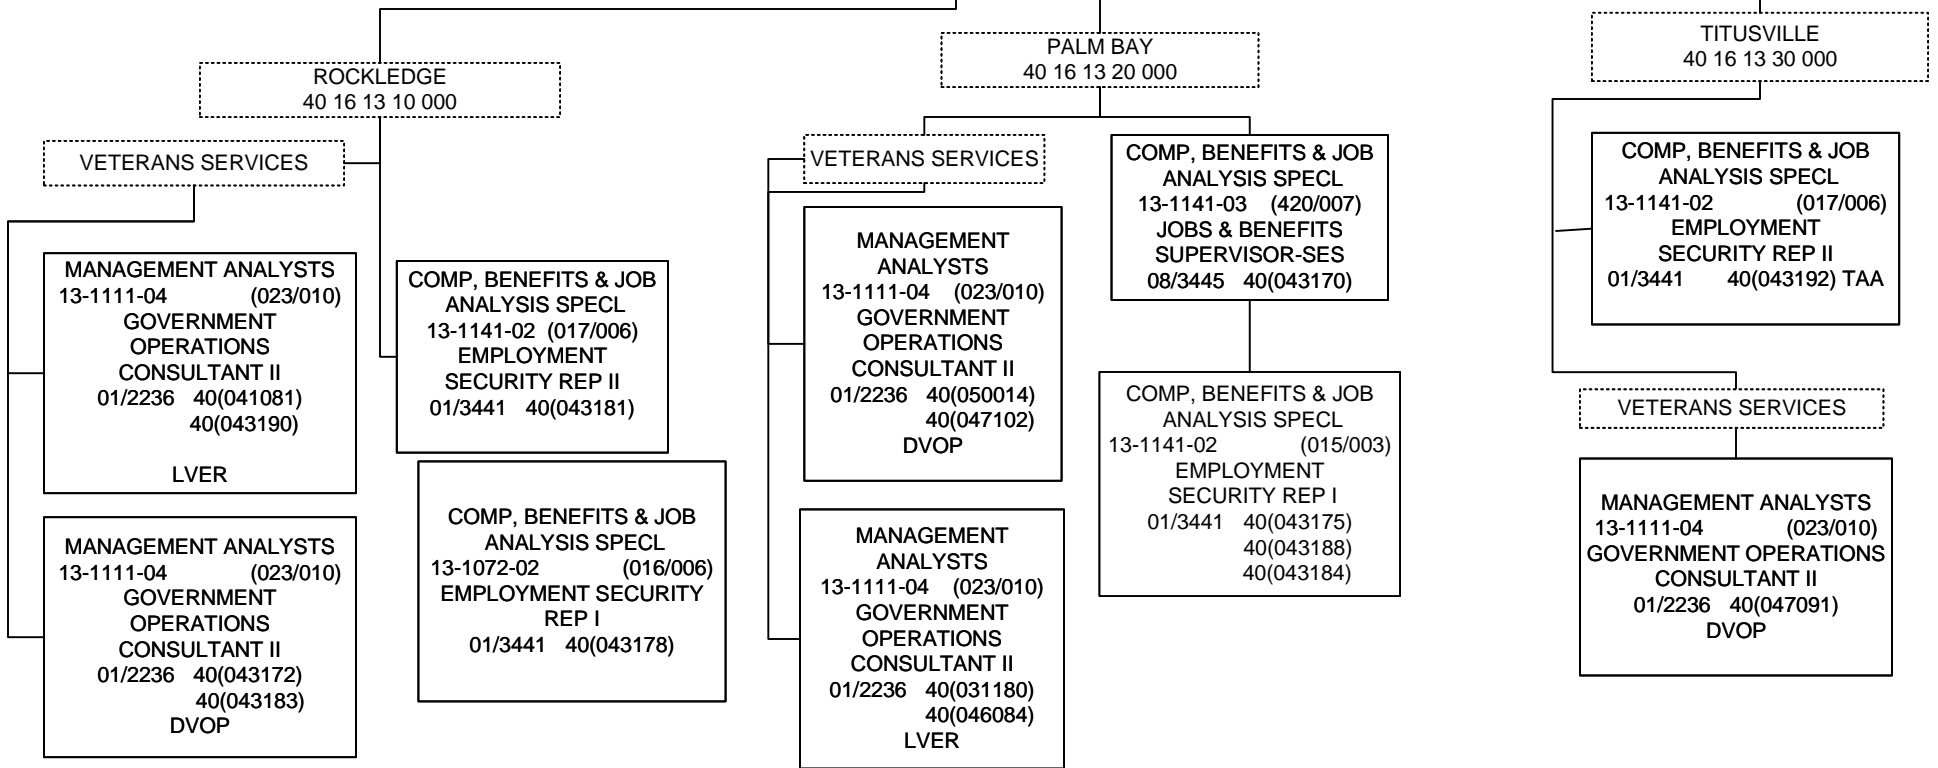 ROCKLEDGE
40 16 13 10 000
VETERANS SERVICES
MANAGEMENT ANALYSTS
13-1111-04 (023/010)
GOVERNMENT
OPERATIONS
CONSULTANT II
01/2236 40(041081)
40(043190)
LVER
MANAGEMENT ANALYSTS
13-1111-04 (023/010)
GOVERNMENT
OPERATIONS
CONSULTANT II
01/2236 40(043172)
40(043183)
DVOP
COMP, BENEFITS & JOB
ANALYSIS SPECL
13-1141-02 (017/006)
EMPLOYMENT
SECURITY REP II
01/3441 40(043181)
COMP, BENEFITS & JOB
ANALYSIS SPECL
13-1072-02 (016/006)
EMPLOYMENT SECURITY
REP I
01/3441 40(043178)
PALM BAY
40 16 13 20 000
VETERANS SERVICES
MANAGEMENT
ANALYSTS
13-1111-04 (023/010)
GOVERNMENT
OPERATIONS
CONSULTANT II
01/2236 40(050014)
40(047102)
DVOP
MANAGEMENT
ANALYSTS
13-1111-04 (023/010)
GOVERNMENT
OPERATIONS
CONSULTANT II
01/2236 40(031180)
40(046084)
LVER
COMP, BENEFITS & JOB
ANALYSIS SPECL
13-1141-03 (420/007)
JOBS & BENEFITS
SUPERVISOR-SES
08/3445 40(043170)
COMP, BENEFITS & JOB
ANALYSIS SPECL
13-1141-02 (015/003)
EMPLOYMENT
SECURITY REP I
01/3441 40(043175)
40(043188)
40(043184)
TITUSVILLE
40 16 13 30 000
COMP, BENEFITS & JOB
ANALYSIS SPECL
13-1141-02 (017/006)
EMPLOYMENT
SECURITY REP II
01/3441 40(043192) TAA
VETERANS SERVICES
MANAGEMENT ANALYSTS
13-1111-04 (023/010)
GOVERNMENT OPERATIONS
CONSULTANT II
01/2236 40(047091)
DVOP